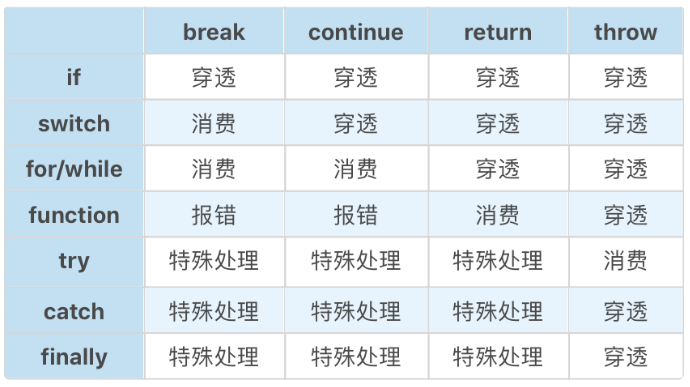 break continue return throw
if 穿透 穿透 穿透 穿透
switch 消费 穿透 穿透 穿透
for/while 消费 消费 穿透 穿透
function 报错 报错 消费 穿透
try 特殊处理 特殊处理 特殊处理 消费
catch 特殊处理 特殊处理 特殊处理 穿透
finally 特殊处理 特殊处理 特殊处理 穿透